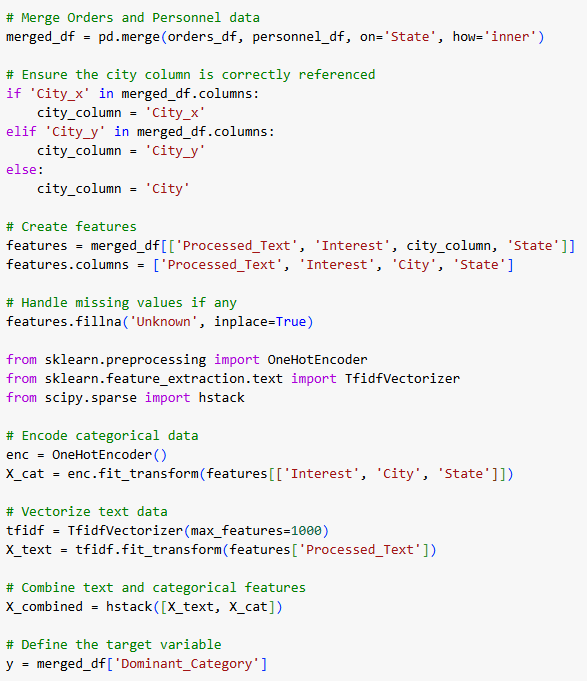 # Merge Orders and Personnel data
merged_df = pd.merge(orders_df, personnel_df, on='State', how='inner')
# Ensure the city column is correctly referenced
if 'City_x' in merged_df.columns:
    city_column = 'City_x'
elif 'City_y' in merged_df.columns:
    city_column = 'City_y'
else:
    city_column = 'City'
# Create features
features = merged_df[['Processed_Text', 'Interest', city_column, 'State']]
features.columns = ['Processed_Text', 'Interest', 'City', 'State']
# Handle missing values if any
features.fillna('Unknown', inplace=True)
from sklearn.preprocessing import OneHotEncoder
from sklearn.feature_extraction.text import TfidfVectorizer
from scipy.sparse import hstack
# Encode categorical data
enc = OneHotEncoder()
X_cat = enc.fit_transform(features[['Interest', 'City', 'State']])
# Vectorize text data
tfidf = TfidfVectorizer(max_features=1000)
X_text = tfidf.fit_transform(features['Processed_Text'])
# Combine text and categorical features
X_combined = hstack([X_text, X_cat])
# Define the target variable
y = merged_df['Dominant_Category']